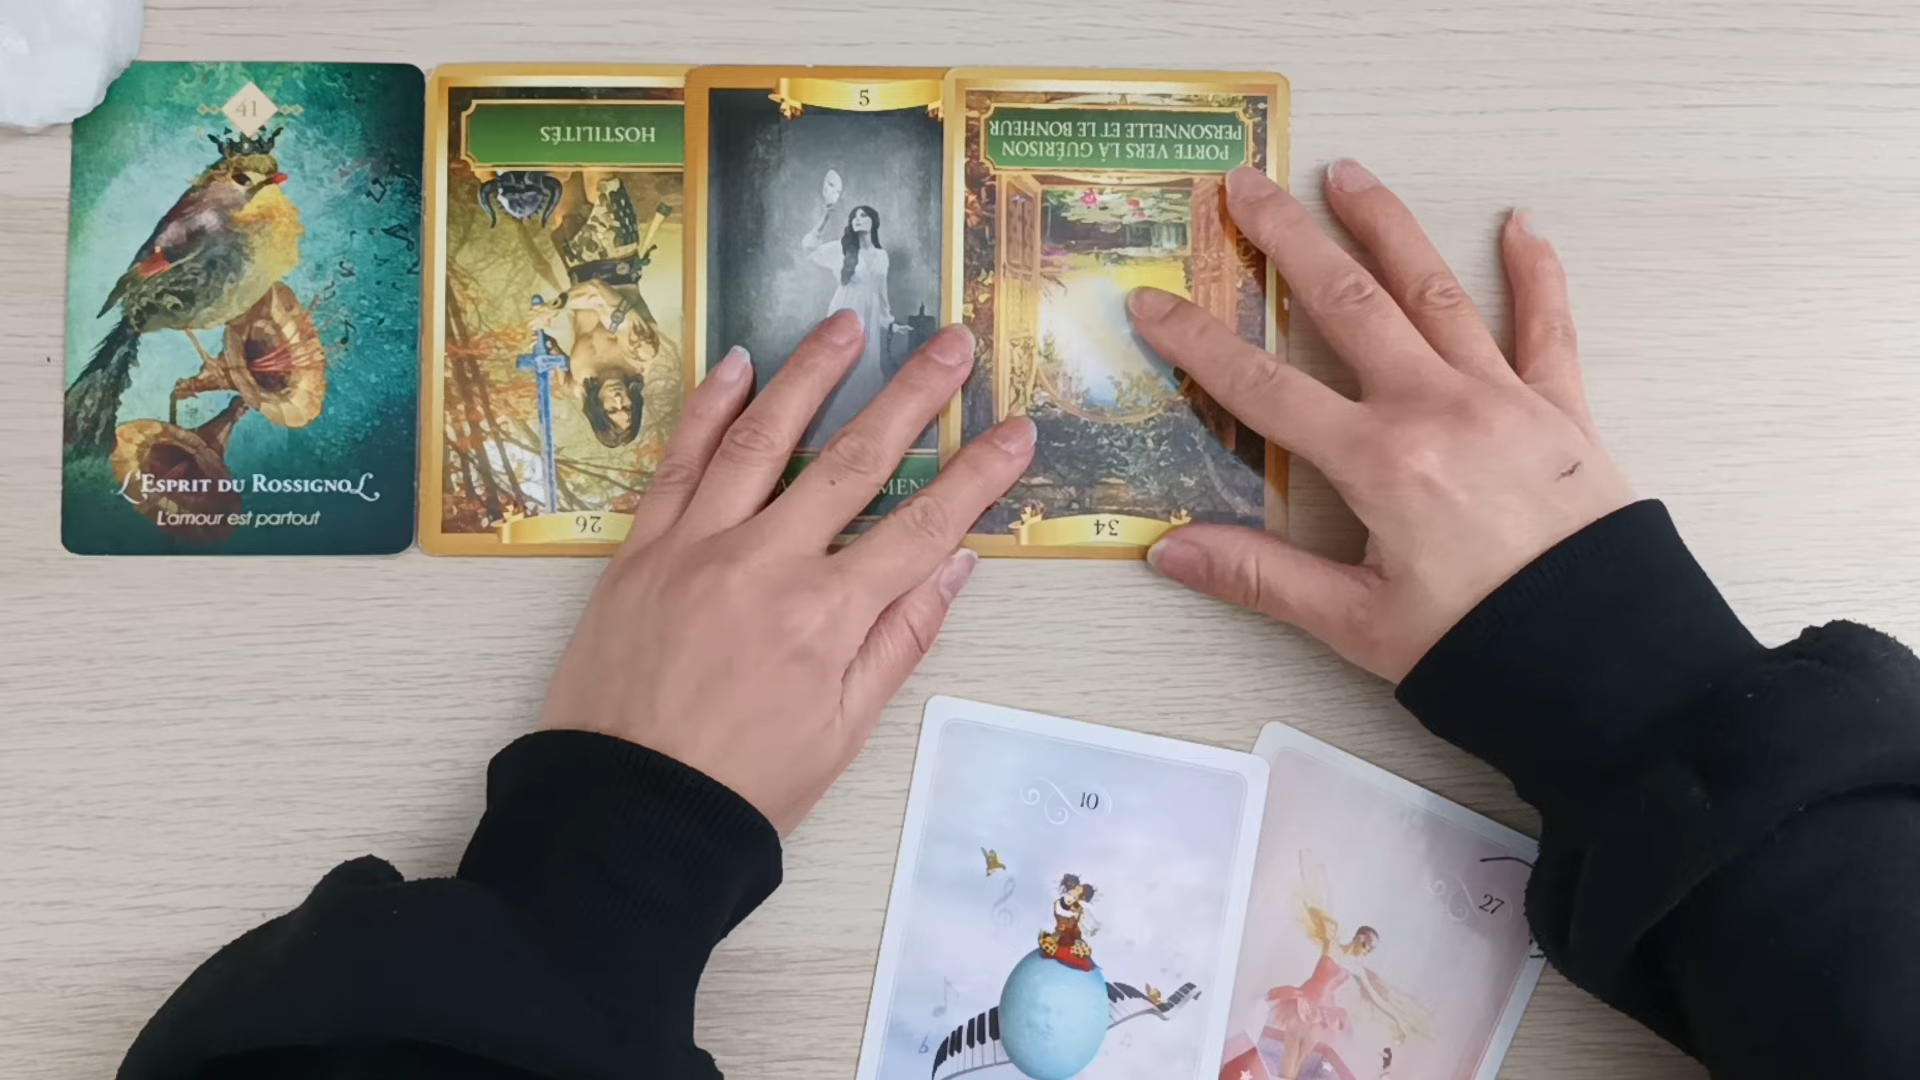 41
L'ESPRIT DU ROSSIGNOL
L'amour est partout
HOSTILITÉS
26
5
PORTE VERS LA GUÉRISON
PERSONNELLE ET LE BONHEUR
34
10
27